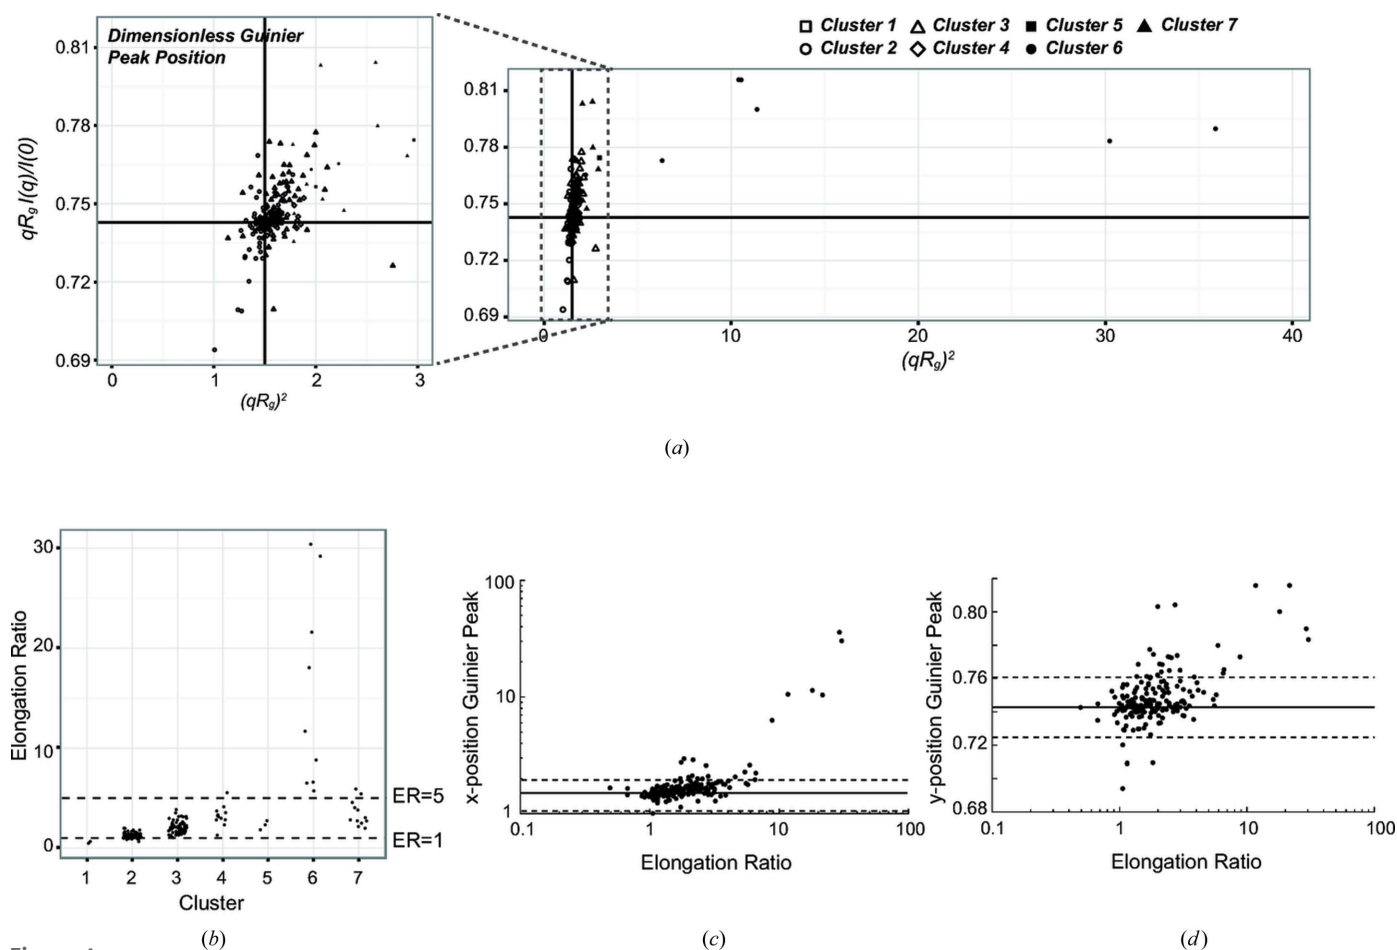 Dimensionless Guinier
Peak Position
qRg I(q)/I(0)
0.81
0.78
0.75
0.72
0.69
0 1 2 3
(qRg)²
□ Cluster 1 △ Cluster 3 ■ Cluster 5 ▲ Cluster 7
○ Cluster 2 ◇ Cluster 4 ● Cluster 6
0.81
0.78
0.75
0.72
0.69
0 10 20 30 40
(qRg)²
(a)
Elongation Ratio
30
20
10
0
ER=5
ER=1
1 2 3 4 5 6 7
Cluster
(b)
x-position Guinier Peak
100
10
1
0.1 1 10 100
Elongation Ratio
(c)
y-position Guinier Peak
0.80
0.76
0.72
0.68
0.1 1 10 100
Elongation Ratio
(d)